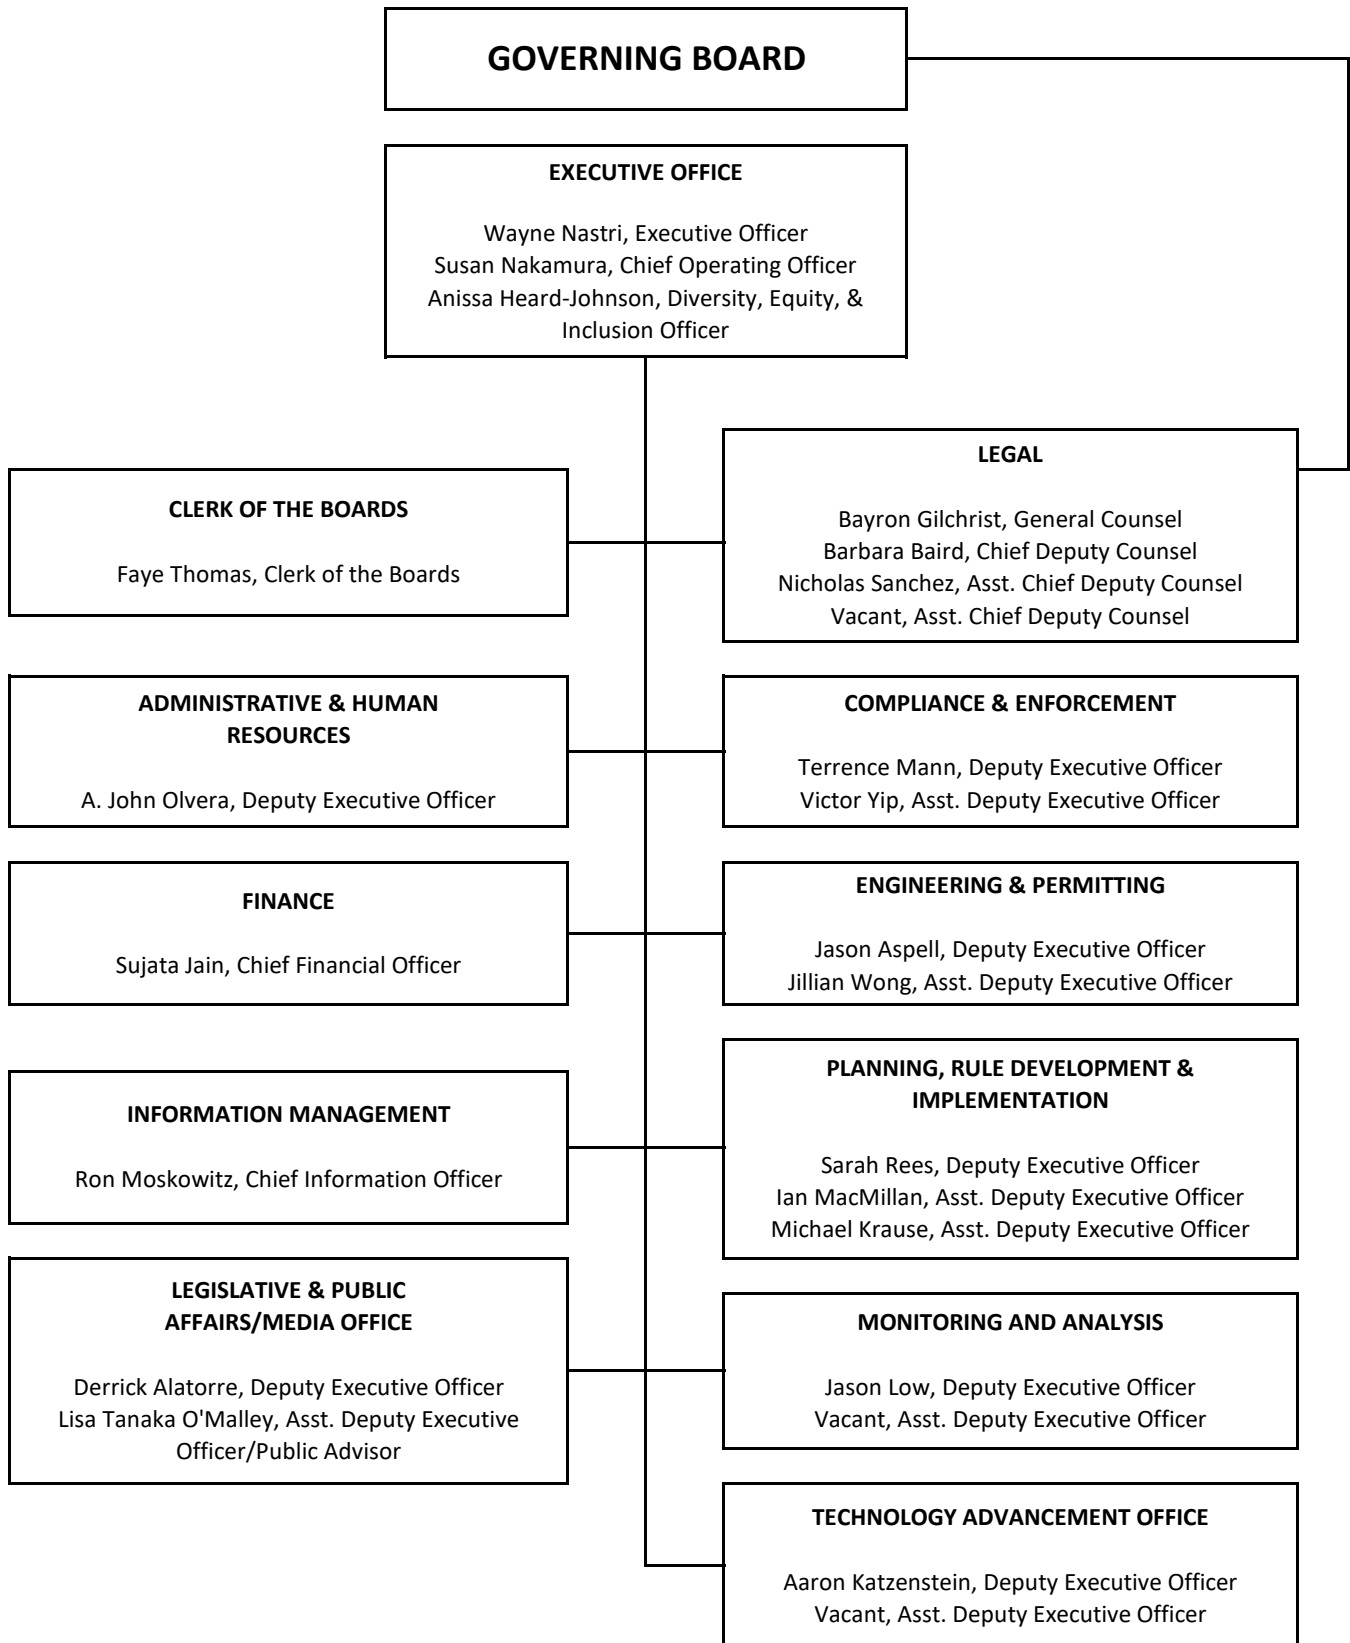 GOVERNING BOARD
EXECUTIVE OFFICE
Wayne Nastri, Executive Officer
Susan Nakamura, Chief Operating Officer
Anissa Heard-Johnson, Diversity, Equity, &
Inclusion Officer
CLERK OF THE BOARDS
Faye Thomas, Clerk of the Boards
LEGAL
Bayron Gilchrist, General Counsel
Barbara Baird, Chief Deputy Counsel
Nicholas Sanchez, Asst. Chief Deputy Counsel
Vacant, Asst. Chief Deputy Counsel
ADMINISTRATIVE & HUMAN
RESOURCES
A. John Olvera, Deputy Executive Officer
COMPLIANCE & ENFORCEMENT
Terrence Mann, Deputy Executive Officer
Victor Yip, Asst. Deputy Executive Officer
FINANCE
Sujata Jain, Chief Financial Officer
ENGINEERING & PERMITTING
Jason Aspell, Deputy Executive Officer
Jillian Wong, Asst. Deputy Executive Officer
INFORMATION MANAGEMENT
Ron Moskowitz, Chief Information Officer
PLANNING, RULE DEVELOPMENT &
IMPLEMENTATION
Sarah Rees, Deputy Executive Officer
Ian MacMillan, Asst. Deputy Executive Officer
Michael Krause, Asst. Deputy Executive Officer
LEGISLATIVE & PUBLIC
AFFAIRS/MEDIA OFFICE
Derrick Alatorre, Deputy Executive Officer
Lisa Tanaka O'Malley, Asst. Deputy Executive
Officer/Public Advisor
MONITORING AND ANALYSIS
Jason Low, Deputy Executive Officer
Vacant, Asst. Deputy Executive Officer
TECHNOLOGY ADVANCEMENT OFFICE
Aaron Katzenstein, Deputy Executive Officer
Vacant, Asst. Deputy Executive Officer